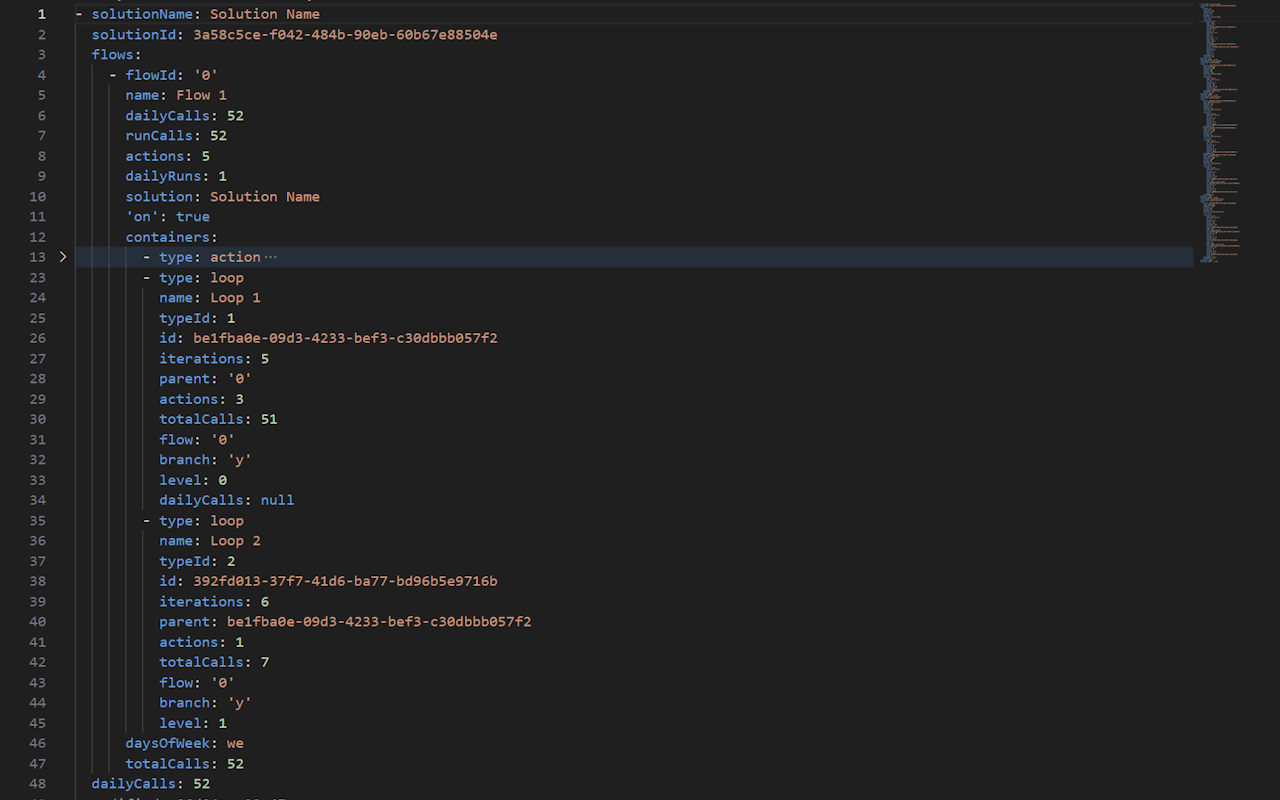 1 - solutionName: Solution Name
2 solutionId: 3a58c5ce-f042-484b-90eb-60b67e88504e
3 flows:
4 - flowId: '0'
5 name: Flow 1
6 dailyCalls: 52
7 runCalls: 52
8 actions: 5
9 dailyRuns: 1
10 solution: Solution Name
11 'on': true
12 containers:
13 - type: action ···
23 - type: loop
24 name: Loop 1
25 typeId: 1
26 id: be1fba0e-09d3-4233-bef3-c30dbbb057f2
27 iterations: 5
28 parent: '0'
29 actions: 3
30 totalCalls: 51
31 flow: '0'
32 branch: 'y'
33 level: 0
34 dailyCalls: null
35 - type: loop
36 name: Loop 2
37 typeId: 2
38 id: 392fd013-37f7-41d6-ba77-bd96b5e9716b
39 iterations: 6
40 parent: be1fba0e-09d3-4233-bef3-c30dbbb057f2
41 actions: 1
42 totalCalls: 7
43 flow: '0'
44 branch: 'y'
45 level: 1
46 daysOfWeek: we
47 totalCalls: 52
48 dailyCalls: 52